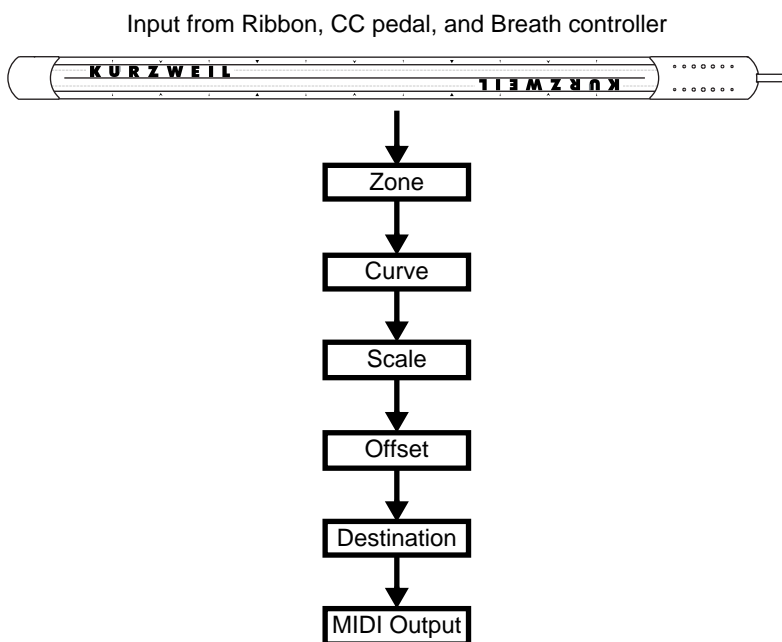 Input from Ribbon, CC pedal, and Breath controller
KURZWEIL
KURZWEIL
Zone
Curve
Scale
Offset
Destination
MIDI Output